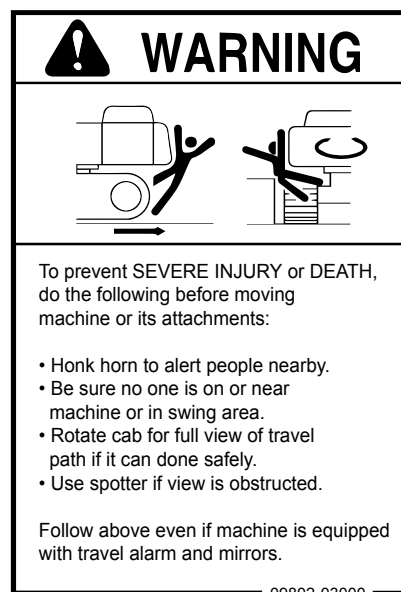 WARNING
To prevent SEVERE INJURY or DEATH,
do the following before moving
machine or its attachments:
• Honk horn to alert people nearby.
• Be sure no one is on or near
machine or in swing area.
• Rotate cab for full view of travel
path if it can done safely.
• Use spotter if view is obstructed.
Follow above even if machine is equipped
with travel alarm and mirrors.